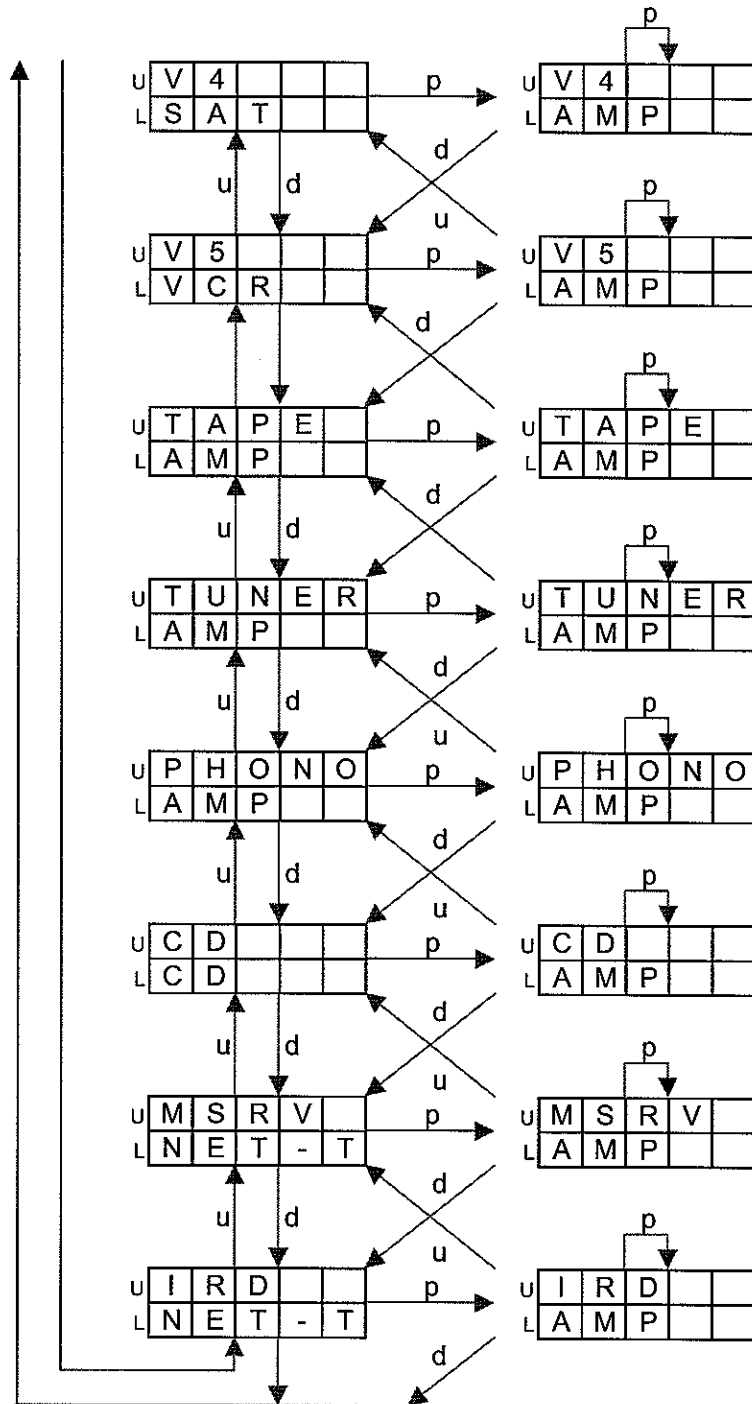 p
U V 4 p U V 4
L S A T L A M P
d
u d
u p
U V 5 p U V 5
L V C R L A M P
d
p
U T A P E p U T A P E
L A M P L A M P
d
u d
p
U T U N E R p U T U N E R
L A M P L A M P
d
u d
u p
U P H O N O p U P H O N O
L A M P L A M P
d
u d
u p
U C D p U C D
L C D L A M P
d
u d
u p
U M S R V p U M S R V
L N E T - T L A M P
d
u d
u p
U I R D p U I R D
L N E T - T L A M P
d